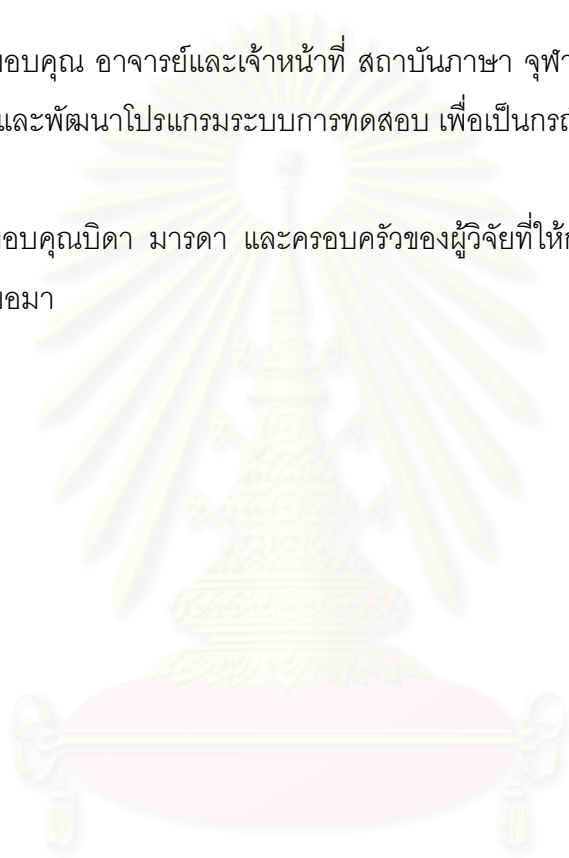 อบคุณ อาจารย์และเจ้าหน้าที่ สถาบันภาษา จุฬา
และพัฒนาโปรแกรมระบบการทดสอบ เพื่อเป็นกรณ
อบคุณบิดา มารดา และครอบครัวของผู้วิจัยที่ให้ก
อมา